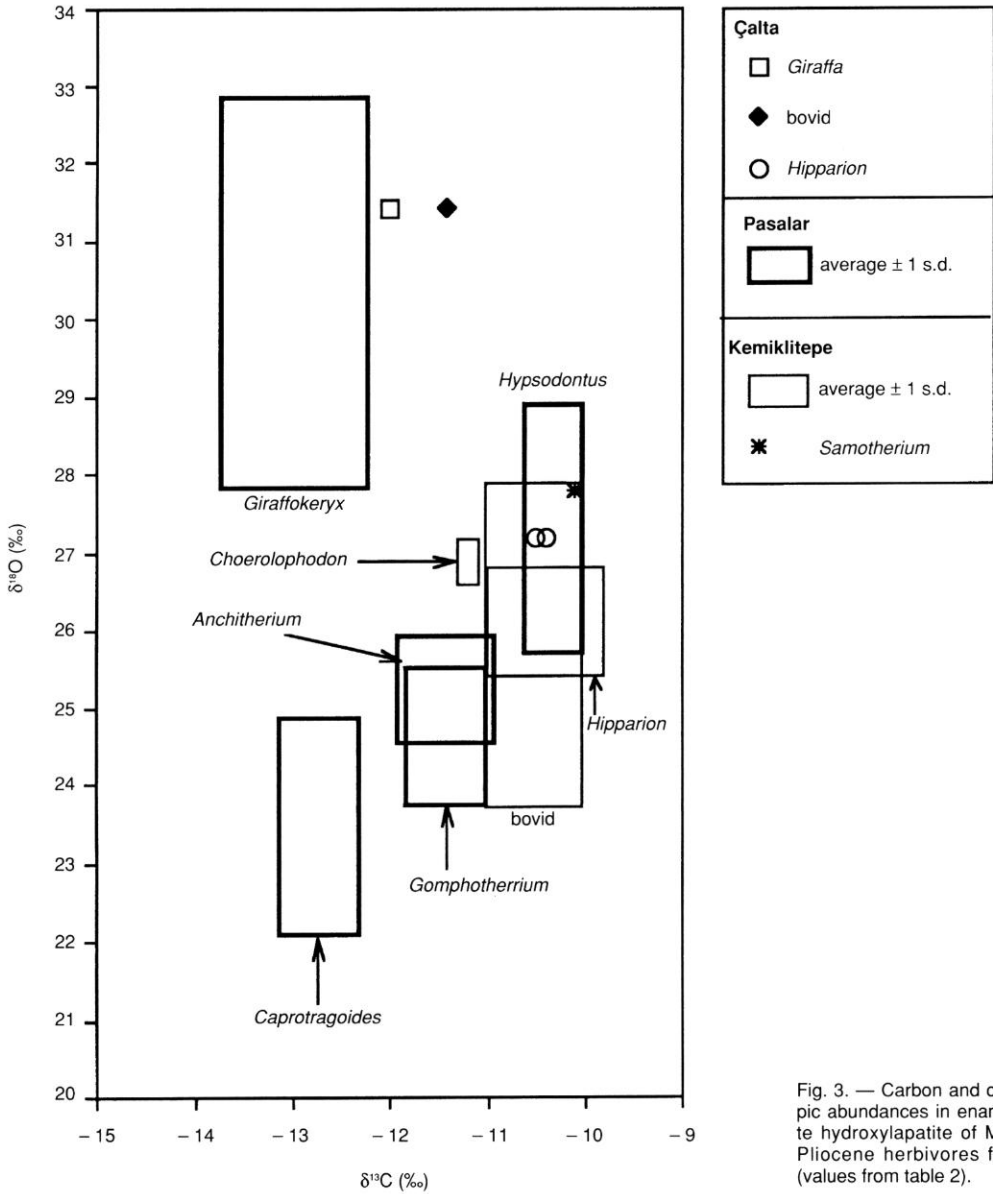 34
33
32
31
30
29
28
27
26
25
24
23
22
21
20
δ¹⁸O (‰)
−15
−14
−13
−12
−11
−10
−9
δ¹³C (‰)
Giraffokeryx
Hypsodontus
Choerolophodon
Anchitherium
Hipparion
bovid
Gomphotherrium
Caprotragoides
Çalta
Giraffa
bovid
Hipparion
Pasalar
average ± 1 s.d.
Kemiklitepe
average ± 1 s.d.
Samotherium
Fig. 3. — Carbon and
pic abundances in
te hydroxylapatite of
Pliocene herbivores
(values from table 2).